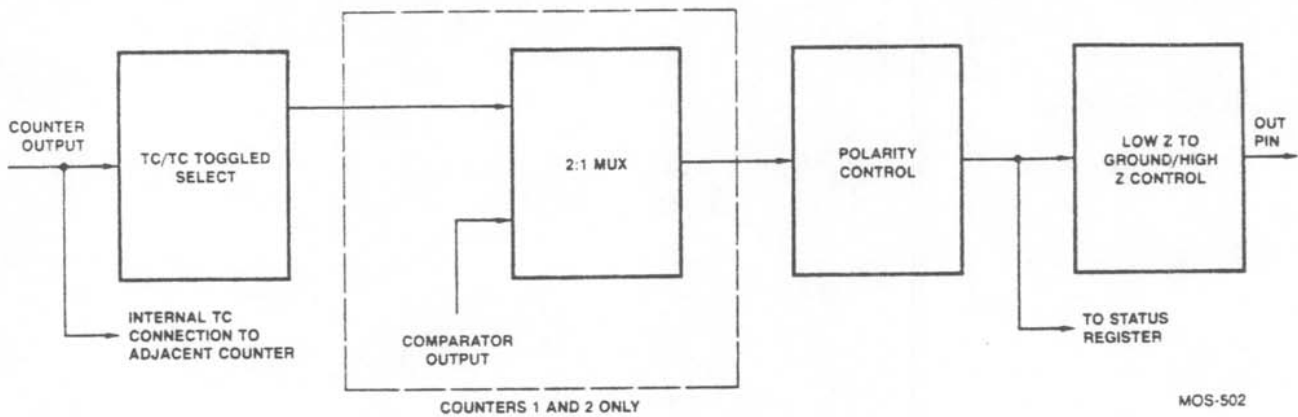 COUNTER
OUTPUT
TC/TC TOGGLED
SELECT
INTERNAL TC
CONNECTION TO
ADJACENT COUNTER
2:1 MUX
COMPARATOR
OUTPUT
COUNTERS 1 AND 2 ONLY
POLARITY
CONTROL
LOW Z TO
GROUND/HIGH
Z CONTROL
OUT
PIN
TO STATUS
REGISTER
MOS-502